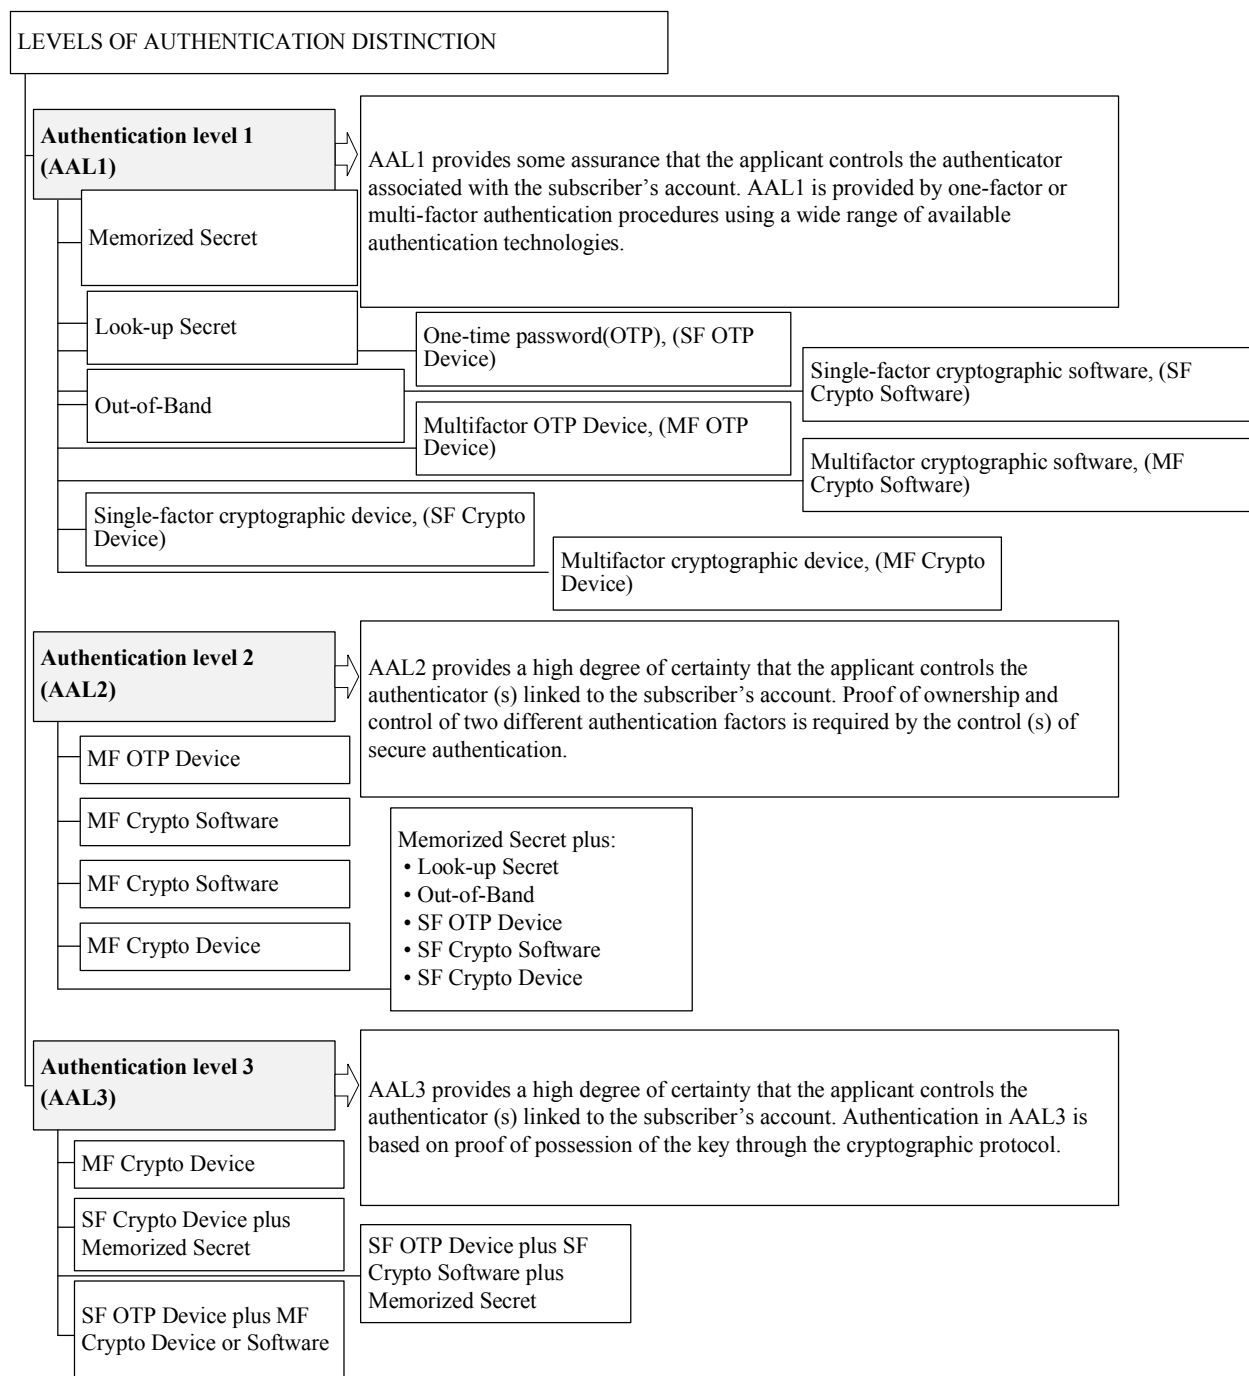 LEVELS OF AUTHENTICATION DISTINCTION
Authentication level 1
(AAL1)
AAL1 provides some assurance that the applicant controls the authenticator
associated with the subscriber’s account. AAL1 is provided by one-factor or
multi-factor authentication procedures using a wide range of available
authentication technologies.
Memorized Secret
Look-up Secret
One-time password(OTP), (SF OTP
Device)
Single-factor cryptographic software, (SF
Crypto Software)
Out-of-Band
Multifactor OTP Device, (MF OTP
Device)
Multifactor cryptographic software, (MF
Crypto Software)
Single-factor cryptographic device, (SF Crypto
Device)
Multifactor cryptographic device, (MF Crypto
Device)
Authentication level 2
(AAL2)
AAL2 provides a high degree of certainty that the applicant controls the
authenticator (s) linked to the subscriber’s account. Proof of ownership and
control of two different authentication factors is required by the control (s) of
secure authentication.
MF OTP Device
MF Crypto Software
MF Crypto Software
MF Crypto Device
Memorized Secret plus:
• Look-up Secret
• Out-of-Band
• SF OTP Device
• SF Crypto Software
• SF Crypto Device
Authentication level 3
(AAL3)
AAL3 provides a high degree of certainty that the applicant controls the
authenticator (s) linked to the subscriber’s account. Authentication in AAL3 is
based on proof of possession of the key through the cryptographic protocol.
MF Crypto Device
SF Crypto Device plus
Memorized Secret
SF OTP Device plus SF
Crypto Software plus
Memorized Secret
SF OTP Device plus MF
Crypto Device or Software